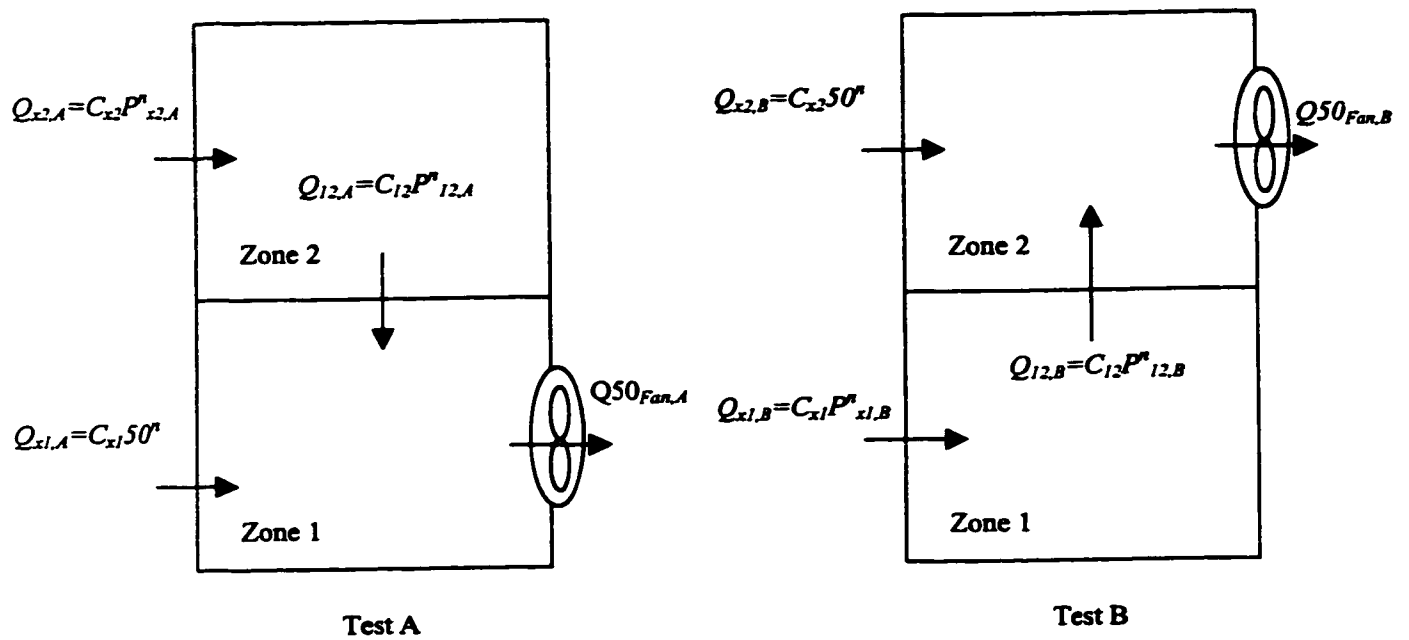 Q_{x2,A}=C_{x2}P^n_{x2,A}
Q_{12,A}=C_{12}P^n_{12,A}
Zone 2
Q50_{Fan,A}
Q_{x1,A}=C_{x1}50^n
Zone 1
Test A
Q_{x2,B}=C_{x2}50^n
Q50_{Fan,B}
Zone 2
Q_{12,B}=C_{12}P^n_{12,B}
Q_{x1,B}=C_{x1}P^n_{x1,B}
Zone 1
Test B